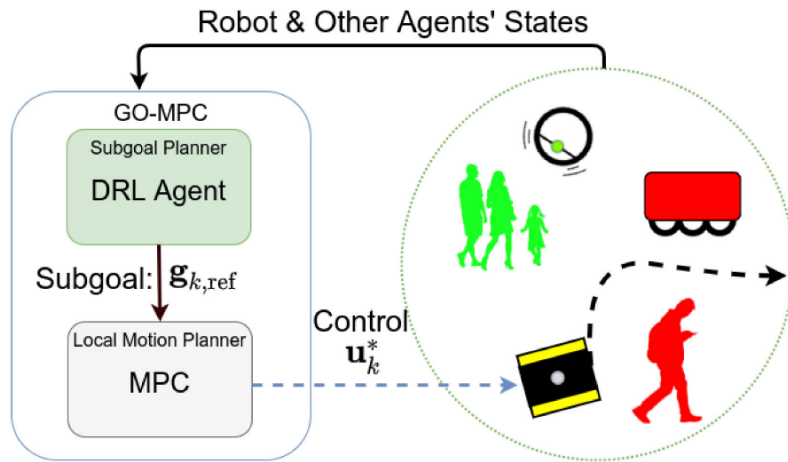 Robot & Other Agents' States
GO-MPC
Subgoal Planner
DRL Agent
Subgoal: g_{k,ref}
Local Motion Planner
MPC
Control
u_k^*